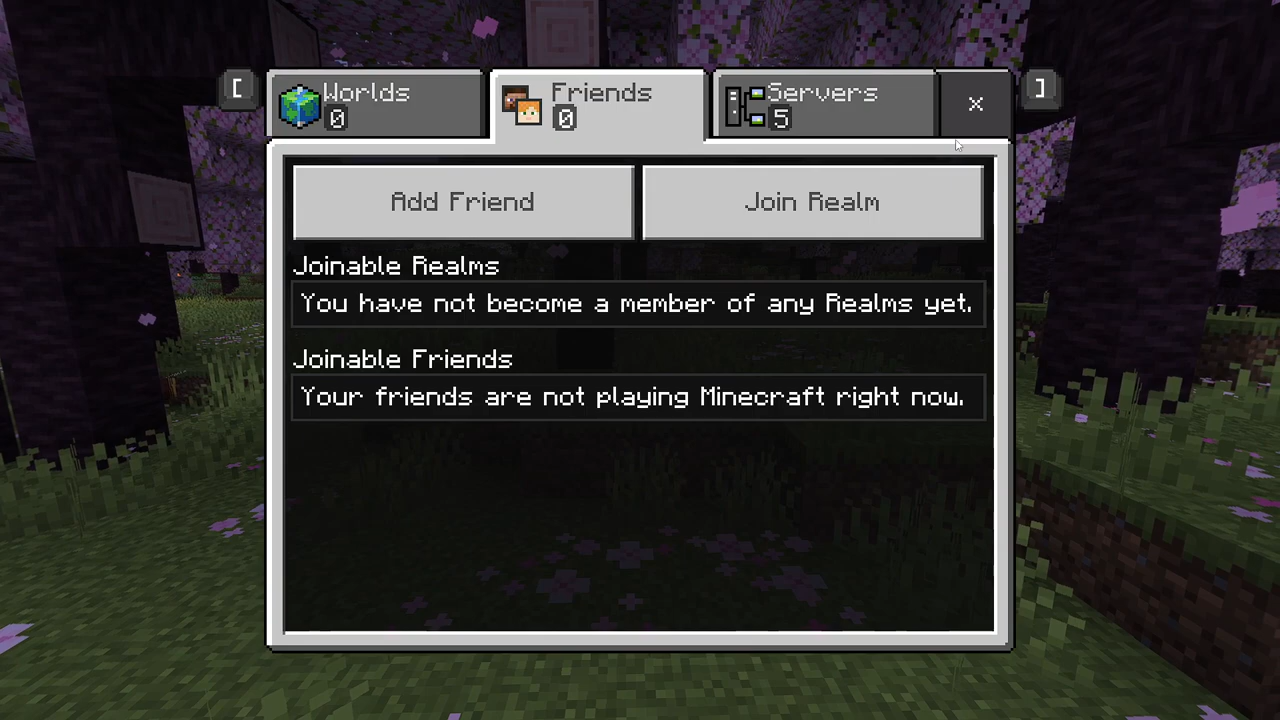 [
Worlds
0
Friends
0
Servers
5
]
Add Friend
Join Realm
Joinable Realms
You have not become a member of any Realms yet.
Joinable Friends
Your friends are not playing Minecraft right now.